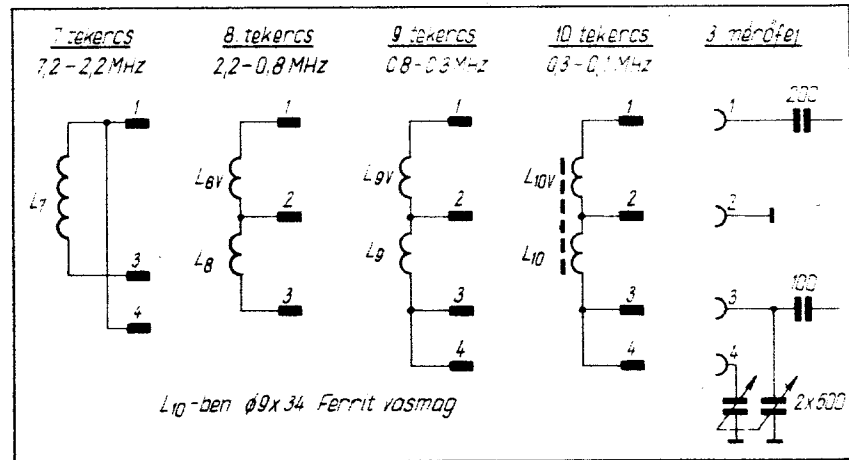 7 tekercs
7,2-2,2 MHz
8 tekercs
2,2-0,8 MHz
9 tekercs
0,8-0,3 MHz
10 tekercs
0,3-0,1 MHz
3 mérőfej
1
3
4
L7
1
2
3
L8V
L8
1
2
3
4
L9V
L9
1
2
3
4
L10V
L10
1
2
3
4
200
100
2x500
L10-ben ϕ9x34 Ferrit vasmag